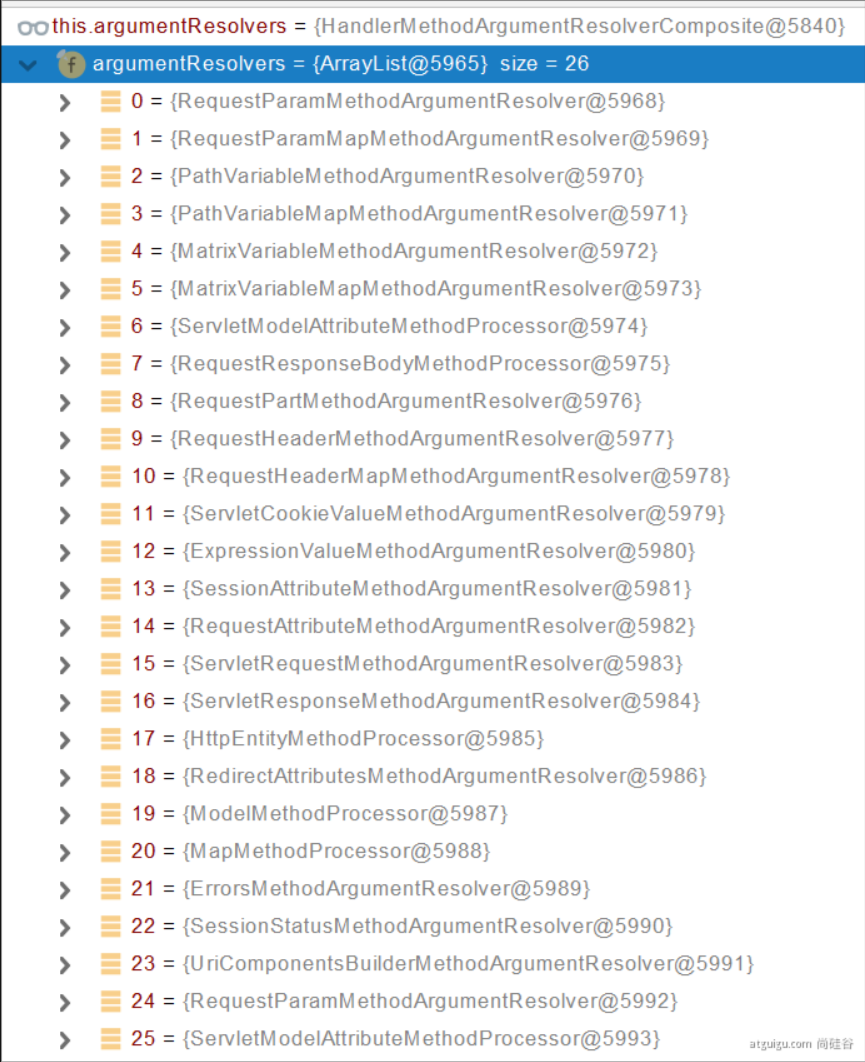 this.argumentResolvers = {HandlerMethodArgumentResolverComposite@5840}
f argumentResolvers = {ArrayList@5965} size = 26
0 = {RequestParamMethodArgumentResolver@5968}
1 = {RequestParamMapMethodArgumentResolver@5969}
2 = {PathVariableMethodArgumentResolver@5970}
3 = {PathVariableMapMethodArgumentResolver@5971}
4 = {MatrixVariableMethodArgumentResolver@5972}
5 = {MatrixVariableMapMethodArgumentResolver@5973}
6 = {ServletModelAttributeMethodProcessor@5974}
7 = {RequestResponseBodyMethodProcessor@5975}
8 = {RequestPartMethodArgumentResolver@5976}
9 = {RequestHeaderMethodArgumentResolver@5977}
10 = {RequestHeaderMapMethodArgumentResolver@5978}
11 = {ServletCookieValueMethodArgumentResolver@5979}
12 = {ExpressionValueMethodArgumentResolver@5980}
13 = {SessionAttributeMethodArgumentResolver@5981}
14 = {RequestAttributeMethodArgumentResolver@5982}
15 = {ServletRequestMethodArgumentResolver@5983}
16 = {ServletResponseMethodArgumentResolver@5984}
17 = {HttpEntityMethodProcessor@5985}
18 = {RedirectAttributesMethodArgumentResolver@5986}
19 = {ModelMethodProcessor@5987}
20 = {MapMethodProcessor@5988}
21 = {ErrorsMethodArgumentResolver@5989}
22 = {SessionStatusMethodArgumentResolver@5990}
23 = {UriComponentsBuilderMethodArgumentResolver@5991}
24 = {RequestParamMethodArgumentResolver@5992}
25 = {ServletModelAttributeMethodProcessor@5993}
atguigu.com 尚硅谷